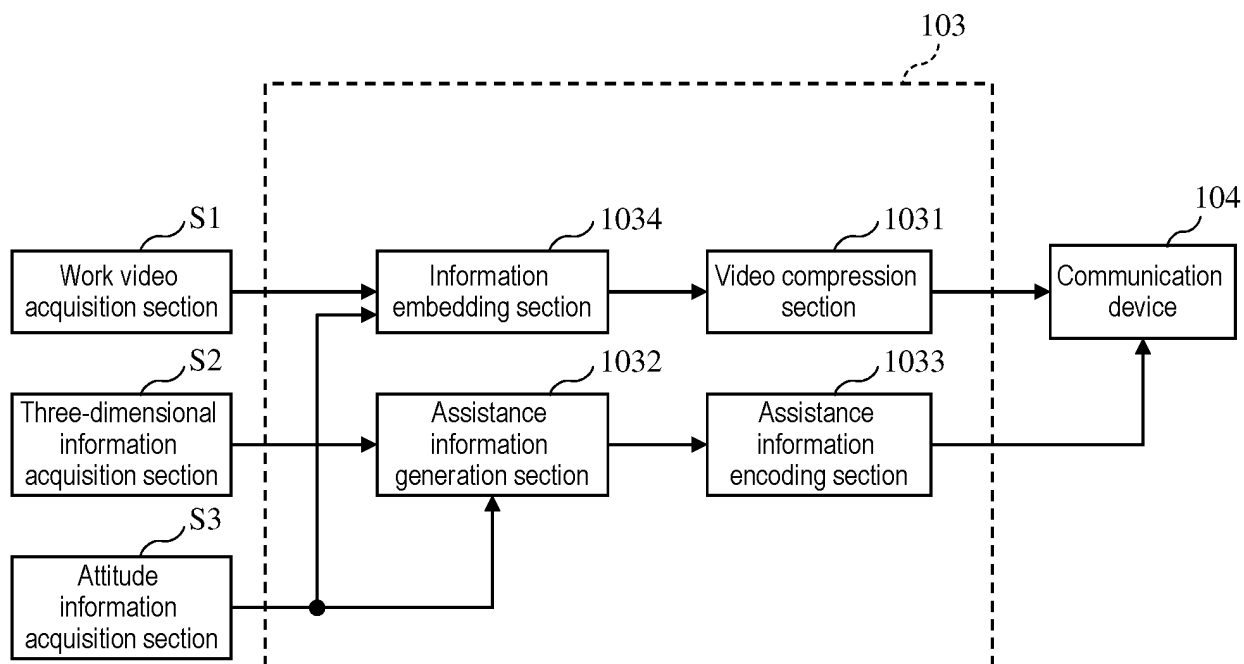 103
S1
Work video
acquisition section
1034
Information
embedding section
1031
Video compression
section
104
Communication
device
S2
Three-dimensional
information
acquisition section
1032
Assistance
information
generation section
1033
Assistance
information
encoding section
S3
Attitude
information
acquisition section